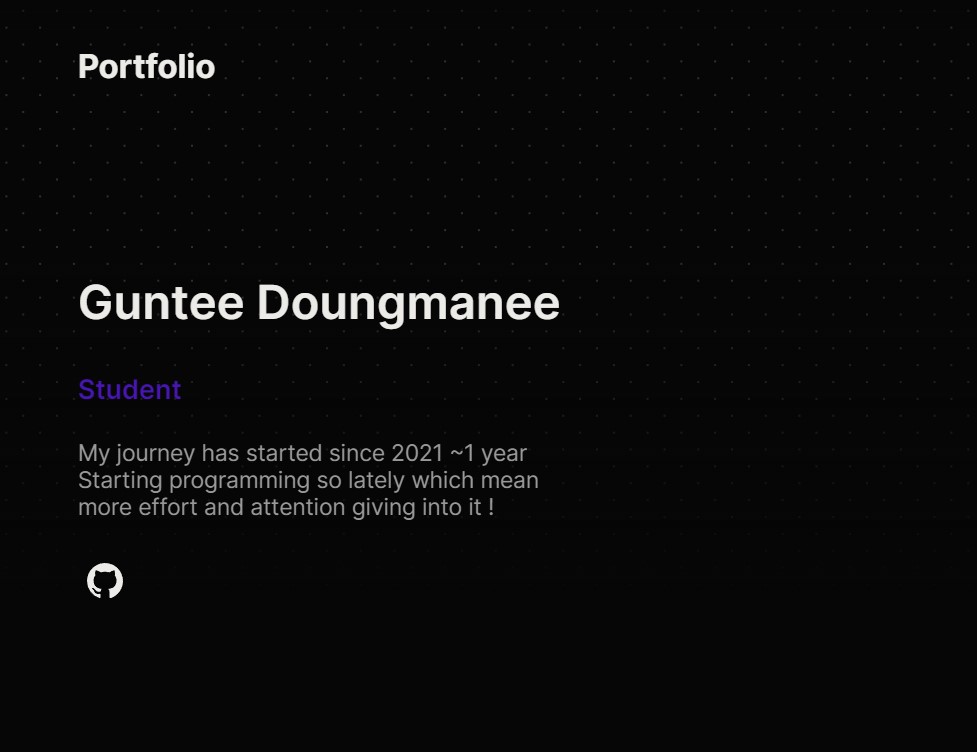 Portfolio
Guntee Doungmanee
Student
My journey has started since 2021 ~1 year
Starting programming so lately which mean
more effort and attention giving into it !